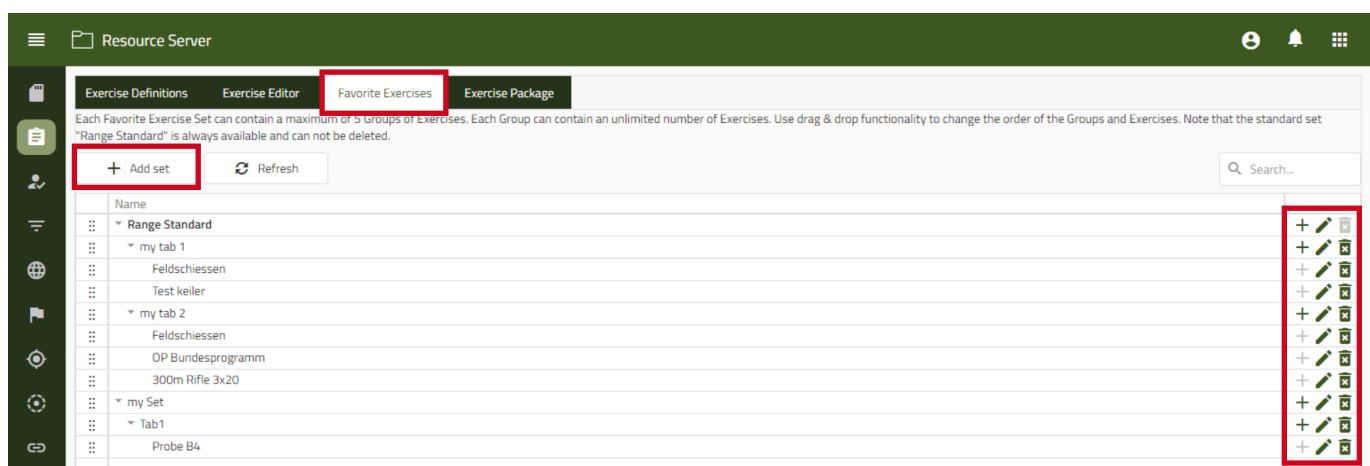 Resource Server
Exercise Definitions Exercise Editor Favorite Exercises Exercise Package
Each Favorite Exercise Set can contain a maximum of 5 Groups of Exercises. Each Group can contain an unlimited number of Exercises. Use drag & drop functionality to change the order of the Groups and Exercises. Note that the standard set
"Range Standard" is always available and can not be deleted.
+ Add set Refresh Search...
Name
Range Standard
my tab 1
Feldschiessen
Test keiler
my tab 2
Feldschiessen
OP Bundesprogramm
300m Rifle 3x20
my Set
Tab1
Probe B4